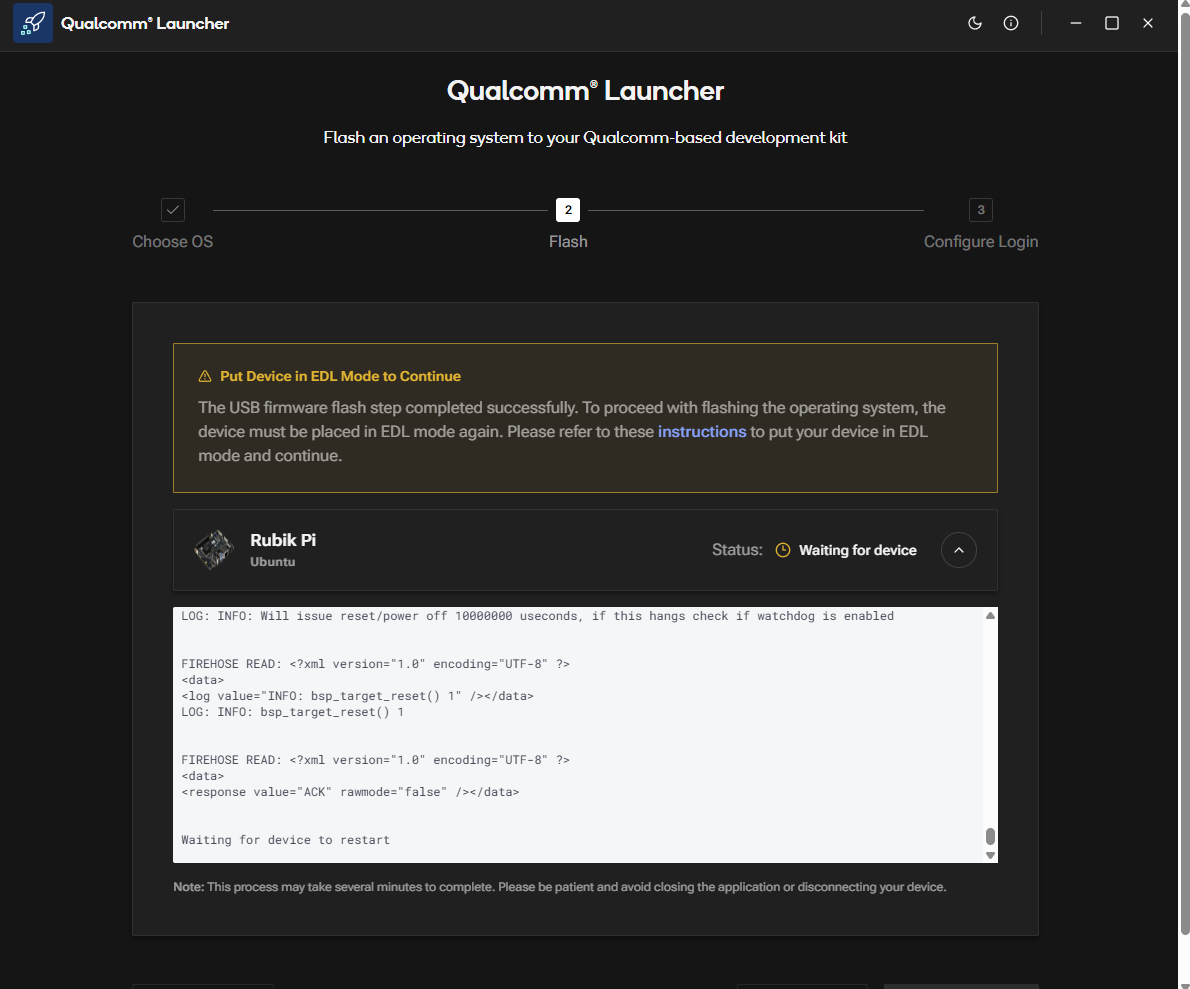 Qualcomm® Launcher
Qualcomm® Launcher
Flash an operating system to your Qualcomm-based development kit
2
3
Choose OS
Flash
Configure Login
Put Device in EDL Mode to Continue
The USB firmware flash step completed successfully. To proceed with flashing the operating system, the
device must be placed in EDL mode again. Please refer to these instructions to put your device in EDL
mode and continue.
Rubik Pi
Ubuntu
Status: Waiting for device
LOG: INFO: Will issue reset/power off 10000000 useconds, if this hangs check if watchdog is enabled
FIREHOSE READ: <?xml version="1.0" encoding="UTF-8" ?>
<data>
<log value="INFO: bsp_target_reset() 1" /></data>
LOG: INFO: bsp_target_reset() 1
FIREHOSE READ: <?xml version="1.0" encoding="UTF-8" ?>
<data>
<response value="ACK" rawmode="false" /></data>
Waiting for device to restart
Note: This process may take several minutes to complete. Please be patient and avoid closing the application or disconnecting your device.